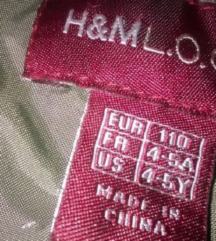 H&M L.O.
EUR 110
FR 4-5A
US 4-5Y
MADE IN
CHINA